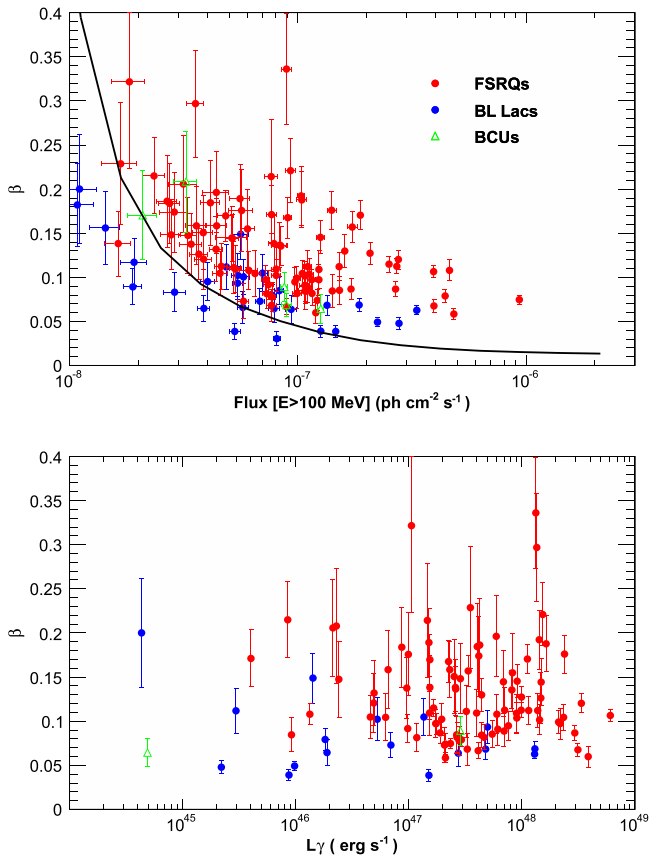 0.4
0.35
0.3
0.25
0.2
0.15
0.1
0.05
0
β
FSRQs
BL Lacs
BCUs
10⁻⁸ 10⁻⁷ 10⁻⁶
Flux [E>100 MeV] (ph cm⁻² s⁻¹)
0.4
0.35
0.3
0.25
0.2
0.15
0.1
0.05
0
β
10⁴⁵ 10⁴⁶ 10⁴⁷ 10⁴⁸ 10⁴⁹
Lγ ( erg s⁻¹ )